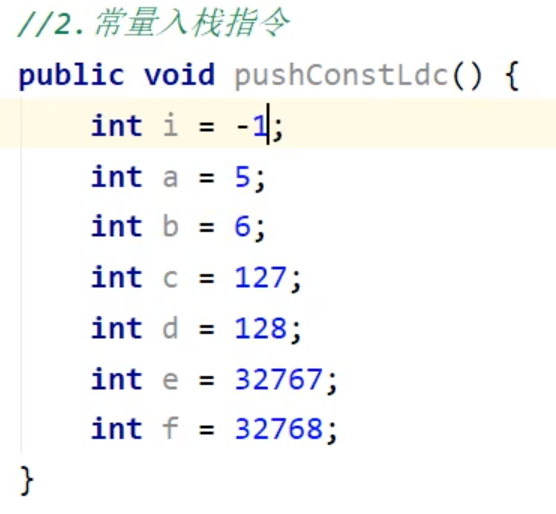 //2.常量入栈指令
public void pushConstLdc() {
    int i = -1;
    int a = 5;
    int b = 6;
    int c = 127;
    int d = 128;
    int e = 32767;
    int f = 32768;
}